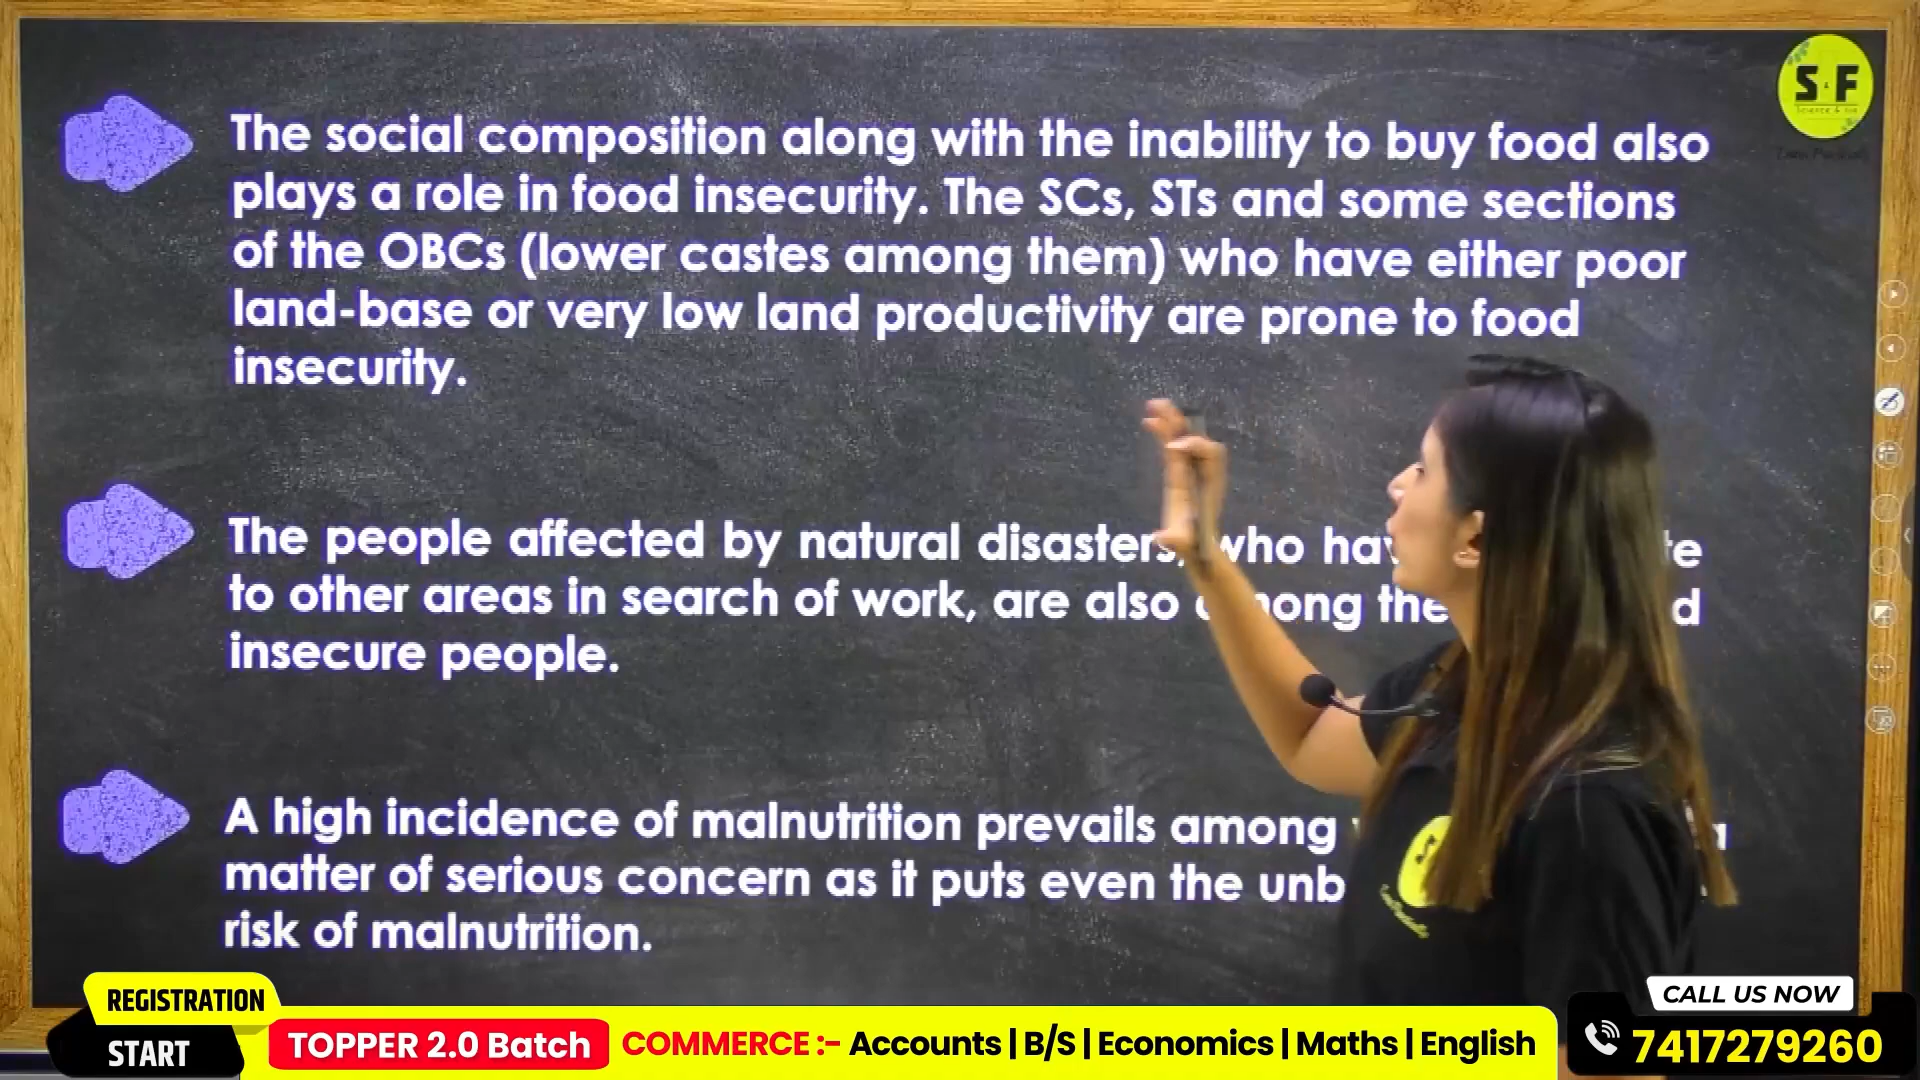 The social composition along with the inability to buy food also
plays a role in food insecurity. The SCs, STs and some sections
of the OBCs (lower castes among them) who have either poor
land-base or very low land productivity are prone to food
insecurity.
The people affected by natural disasters, who
to other areas in search of work, are also among the
insecure people.
A high incidence of malnutrition prevails among
matter of serious concern as it puts even the
risk of malnutrition.
S&F
REGISTRATION
START
TOPPER 2.0 Batch
COMMERCE :- Accounts | B/S | Economics | Maths | English
CALL US NOW
7417279260